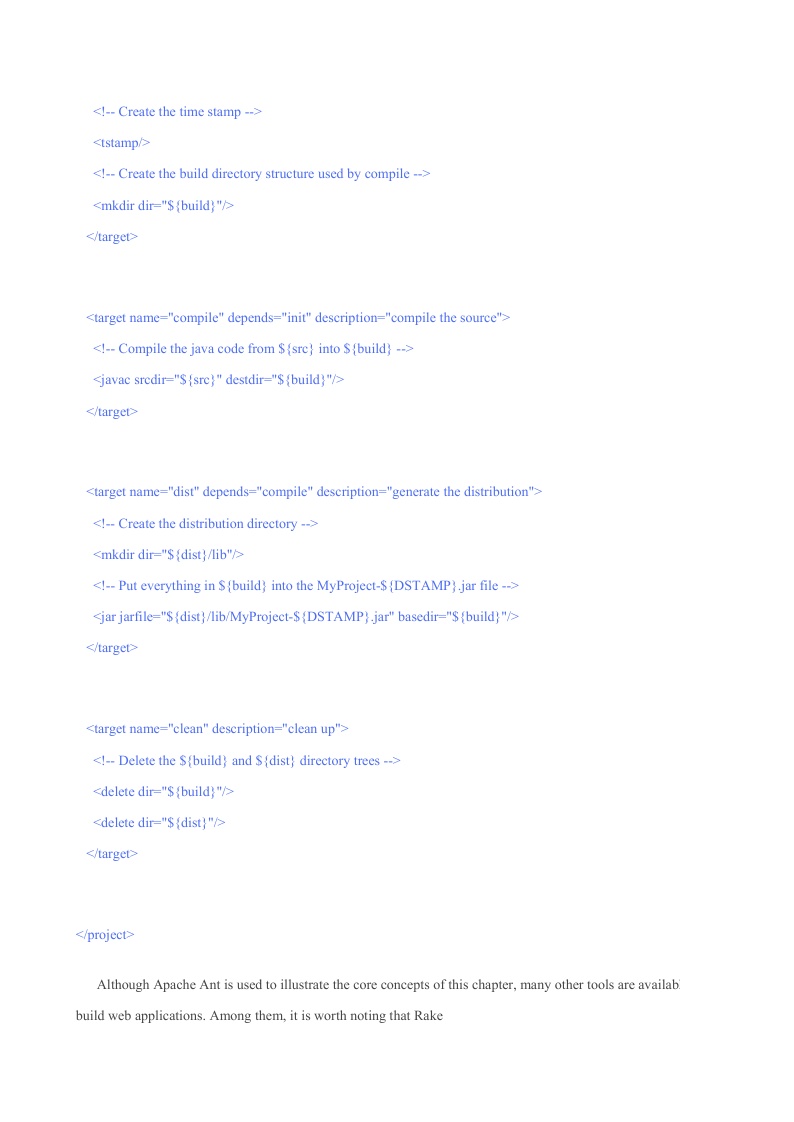 <!-- Create the time stamp -->
<tstamp/>
<!-- Create the build directory structure used by compile -->
<mkdir dir="${build}"/>
</target>
<target name="compile" depends="init" description="compile the source">
<!-- Compile the java code from ${src} into ${build} -->
<javac srcdir="${src}" destdir="${build}"/>
</target>
<target name="dist" depends="compile" description="generate the distribution">
<!-- Create the distribution directory -->
<mkdir dir="${dist}/lib"/>
<!-- Put everything in ${build} into the MyProject-${DSTAMP}.jar file -->
<jar jarfile="${dist}/lib/MyProject-${DSTAMP}.jar" basedir="${build}"/>
</target>
<target name="clean" description="clean up">
<!-- Delete the ${build} and ${dist} directory trees -->
<delete dir="${build}"/>
<delete dir="${dist}"/>
</target>
</project>
Although Apache Ant is used to illustrate the core concepts of this chapter, many other tools are availab
build web applications. Among them, it is worth noting that Rake